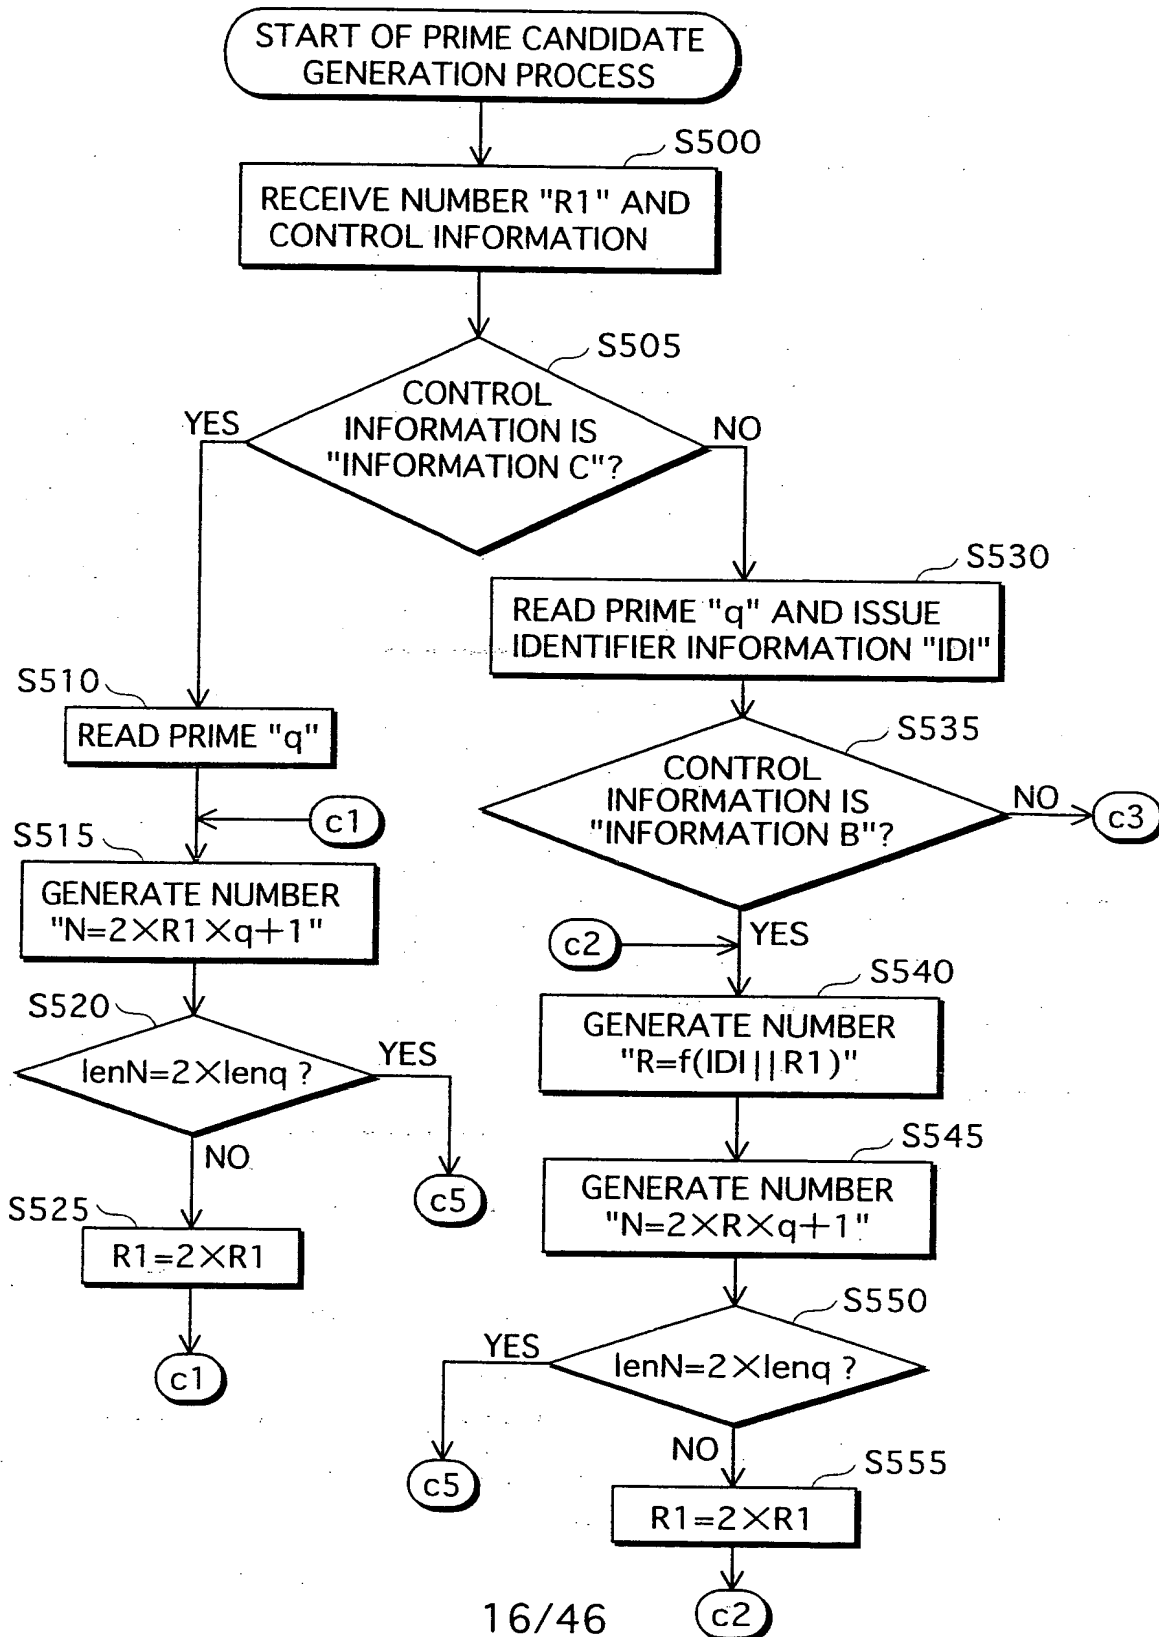 START OF PRIME CANDIDATE
GENERATION PROCESS
S500
RECEIVE NUMBER "R1" AND
CONTROL INFORMATION
S505
CONTROL
INFORMATION IS
"INFORMATION C"?
YES
NO
S530
READ PRIME "q" AND ISSUE
IDENTIFIER INFORMATION "IDI"
S510
READ PRIME "q"
S535
CONTROL
INFORMATION IS
"INFORMATION B"?
NO
c3
YES
c1
S515
GENERATE NUMBER
"N=2×R1×q+1"
c2
S540
GENERATE NUMBER
"R=f(IDI||R1)"
S520
lenN=2×lenq ?
YES
c5
NO
S545
GENERATE NUMBER
"N=2×R×q+1"
S525
R1=2×R1
c1
S550
lenN=2×lenq ?
YES
c5
NO
S555
R1=2×R1
c2
16/46